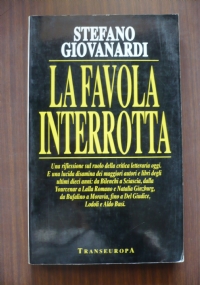 STEFANO
GIOVANARDI
LA FAVOLA
INTERROTTA
Una riflessione sul ruolo della critica letteraria oggi.
E una lucida disamina dei maggiori autori e libri degli
ultimi dieci anni: da Bilenchi a Sciascia, dalla
Yourcenar a Lalla Romano e Natalia Ginzburg,
da Bufalino a Moravia, fino a Del Giudice,
Lodoli e Aldo Busi.
TRANSEUROPA